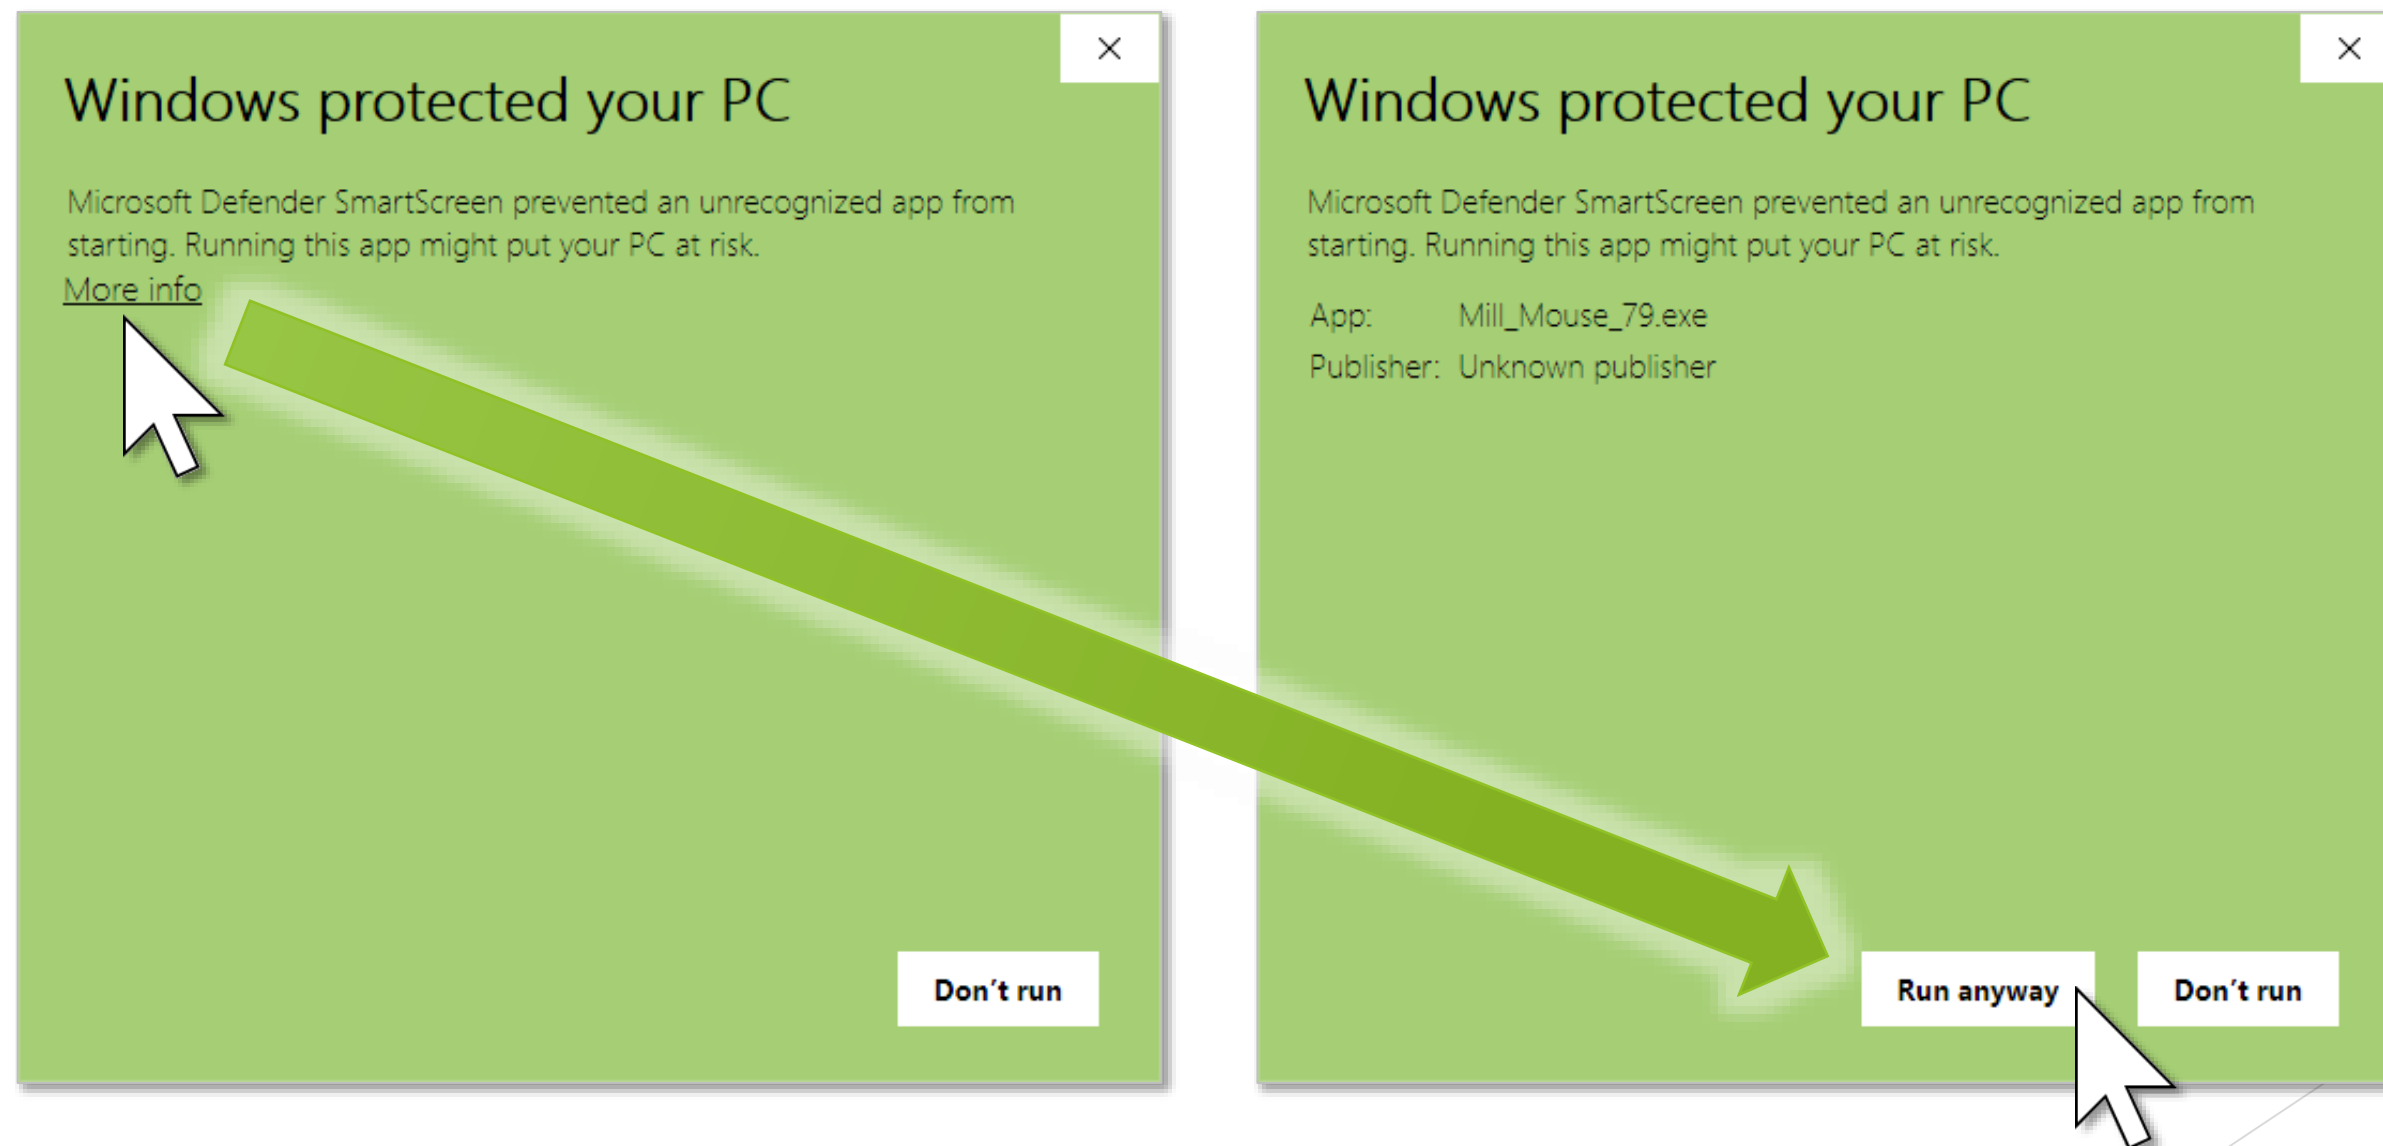 Windows protected your PC
Microsoft Defender SmartScreen prevented an unrecognized app from
starting. Running this app might put your PC at risk.
More info
Don't run
Windows protected your PC
Microsoft Defender SmartScreen prevented an unrecognized app from
starting. Running this app might put your PC at risk.
App: Mill_Mouse_79.exe
Publisher: Unknown publisher
Run anyway Don't run